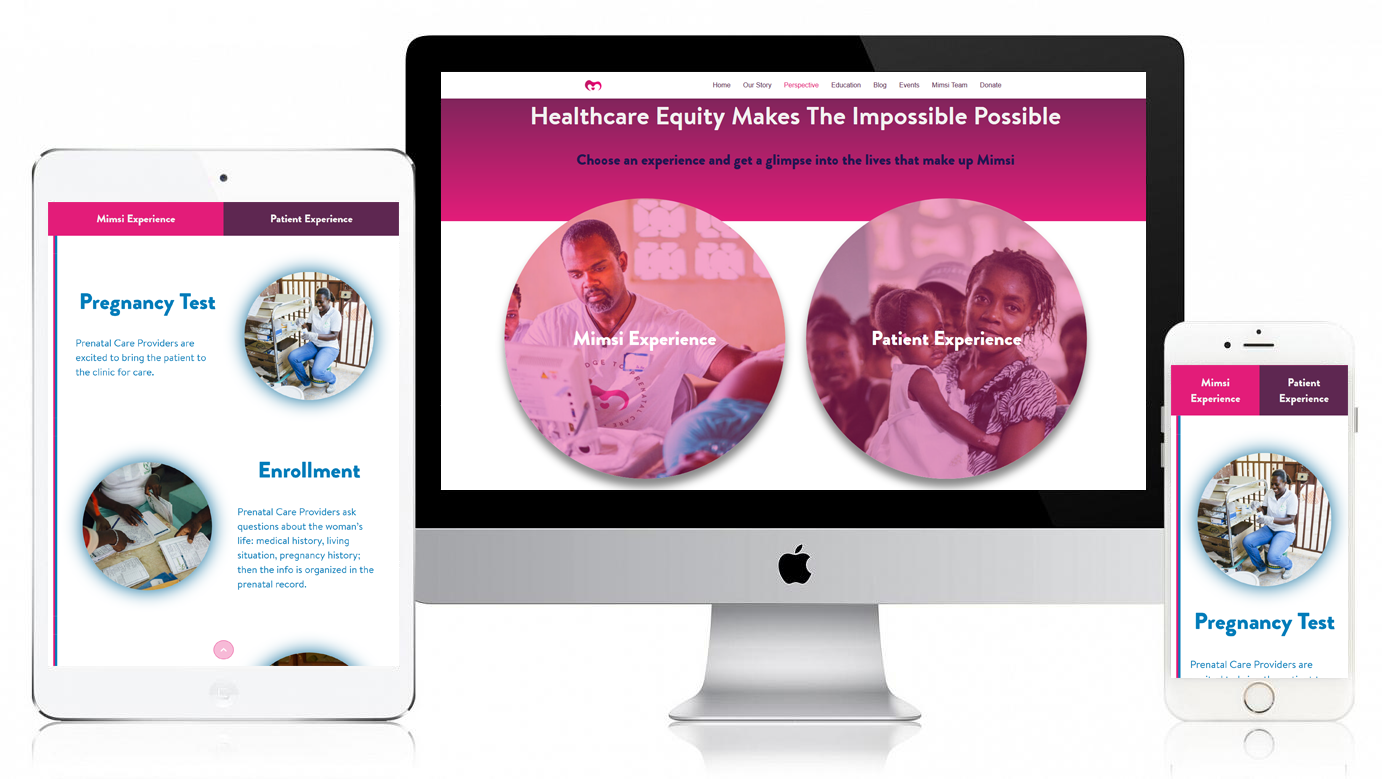 Mimsi Experience
Patient Experience
Pregnancy Test
Prenatal Care Providers are
excited to bring the patient to
the clinic for care.
Enrollment
Prenatal Care Providers ask
questions about the woman's
life: medical history, living
situation, pregnancy history;
then the info is organized in the
prenatal record.
Home Our Story Perspective Education Blog Events Mimsi Team Donate
Healthcare Equity Makes The Impossible Possible
Choose an experience and get a glimpse into the lives that make up Mimsi
Mimsi Experience
Patient Experience
Mimsi
Experience
Patient
Experience
Pregnancy Test
Prenatal Care Providers are